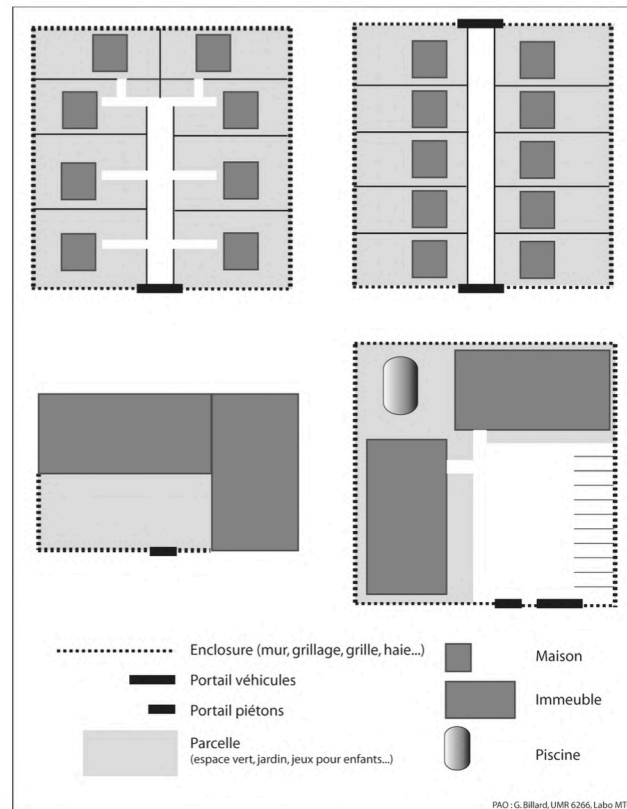 Enclosure (mur, grillage, grille, haie...)
Portail véhicules
Portail piétons
Parcelle
(espace vert, jardin, jeux pour enfants...)
Maison
Immeuble
Piscine
PAO : G. Billard, UMR 6266, Labo MT